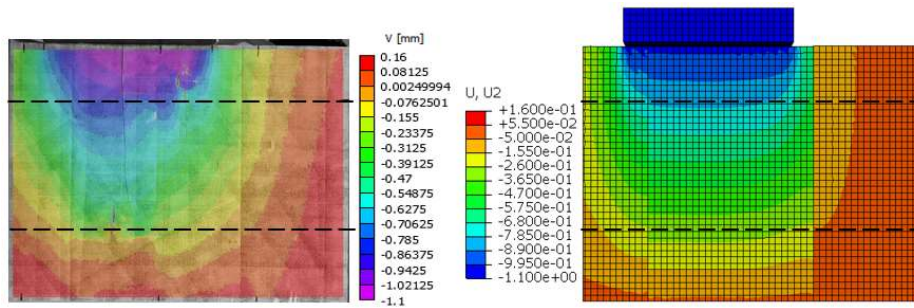 V [mm]
0.16
0.08125
0.00249994
-0.0762501
-0.155
-0.23375
-0.3125
-0.39125
-0.47
-0.54875
-0.6275
-0.70625
-0.785
-0.86375
-0.9425
-1.02125
-1.1
U, U2
+1.600e-01
+5.500e-02
-5.000e-02
-1.550e-01
-2.600e-01
-3.650e-01
-4.700e-01
-5.750e-01
-6.800e-01
-7.850e-01
-8.900e-01
-9.950e-01
-1.100e+00